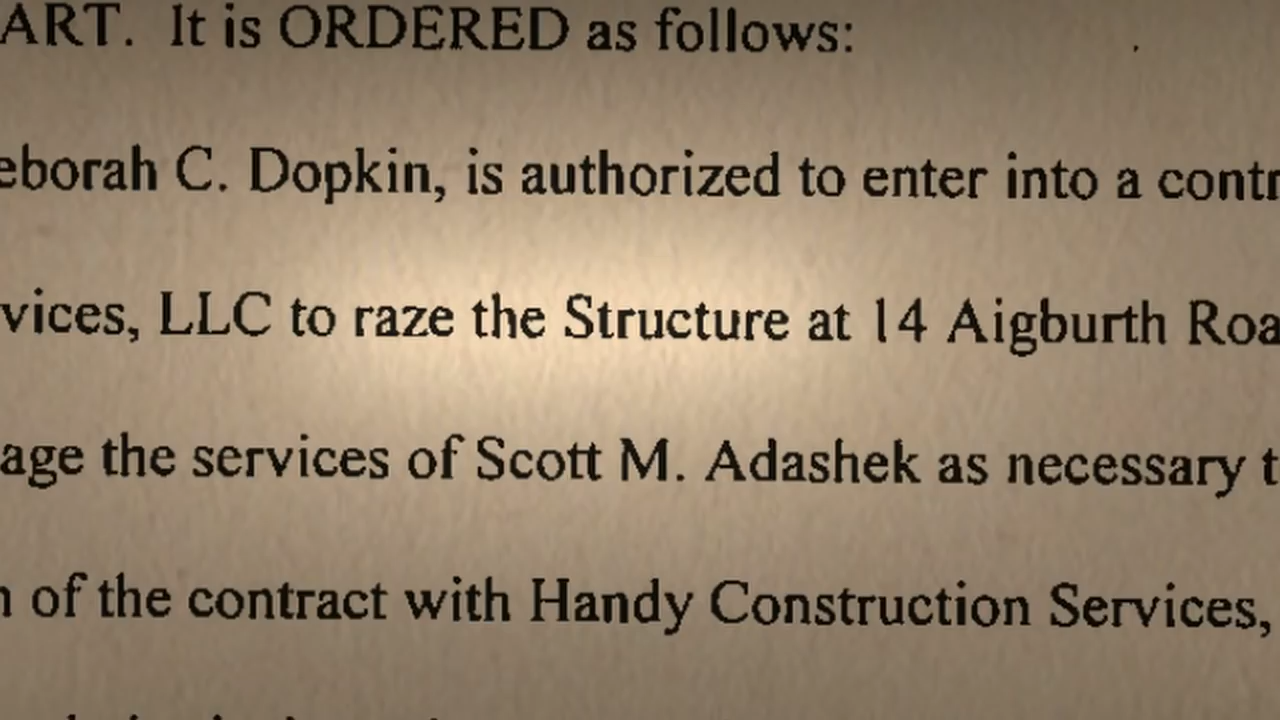 ART. It is ORDERED as follows:
eborah C. Dopkin, is authorized to enter into a contr
vices, LLC to raze the Structure at 14 Aigburth Roa
age the services of Scott M. Adashek as necessary t
n of the contract with Handy Construction Services,